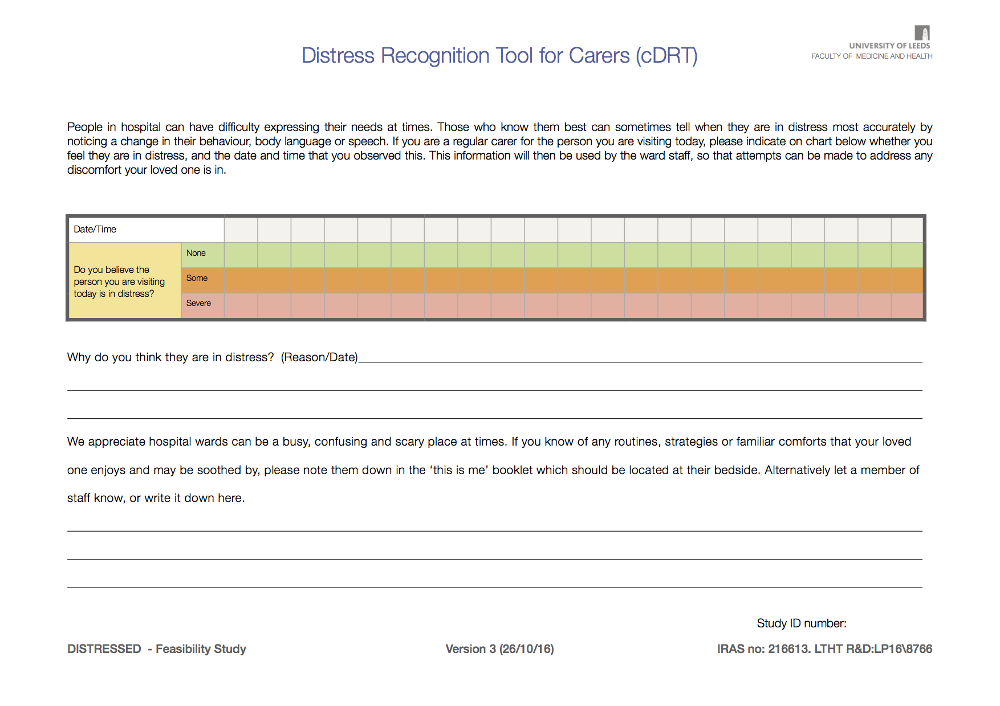 UNIVERSITY OF LEEDS
FACULTY OF MEDICINE AND HEALTH
Distress Recognition Tool for Carers (cDRT)
People in hospital can have difficulty expressing their needs at times. Those who know them best can sometimes tell when they are in distress most accurately by
noticing a change in their behaviour, body language or speech. If you are a regular carer for the person you are visiting today, please indicate on chart below whether you
feel they are in distress, and the date and time that you observed this. This information will then be used by the ward staff, so that attempts can be made to address any
discomfort your loved one is in.
Date/Time
Do you believe the
person you are visiting
today is in distress?
None
Some
Severe
Why do you think they are in distress? (Reason/Date)
We appreciate hospital wards can be a busy, confusing and scary place at times. If you know of any routines, strategies or familiar comforts that your loved
one enjoys and may be soothed by, please note them down in the ‘this is me’ booklet which should be located at their bedside. Alternatively let a member of
staff know, or write it down here.
Study ID number:
DISTRESSED - Feasibility Study
Version 3 (26/10/16)
IRAS no: 216613. LTHT R&D:LP16\8766